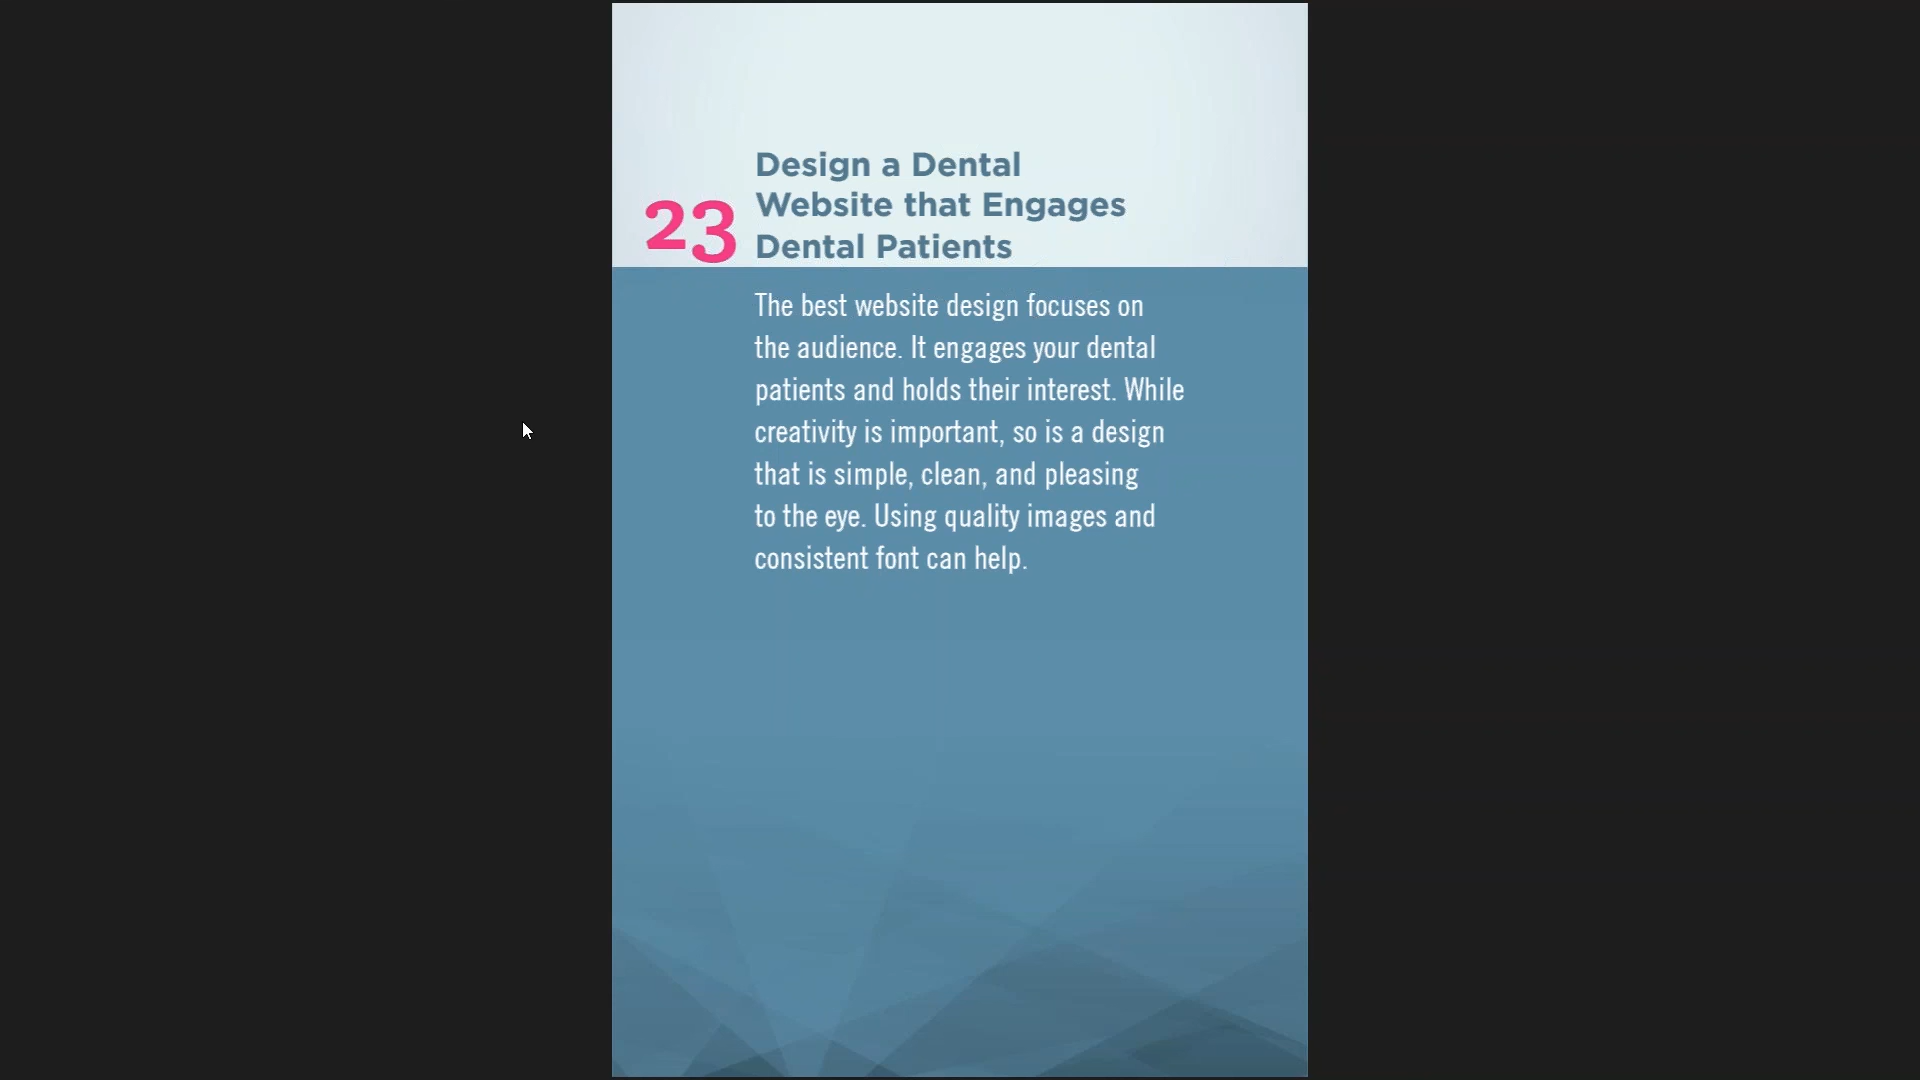 23
Design a Dental
Website that Engages
Dental Patients
The best website design focuses on
the audience. It engages your dental
patients and holds their interest. While
creativity is important, so is a design
that is simple, clean, and pleasing
to the eye. Using quality images and
consistent font can help.